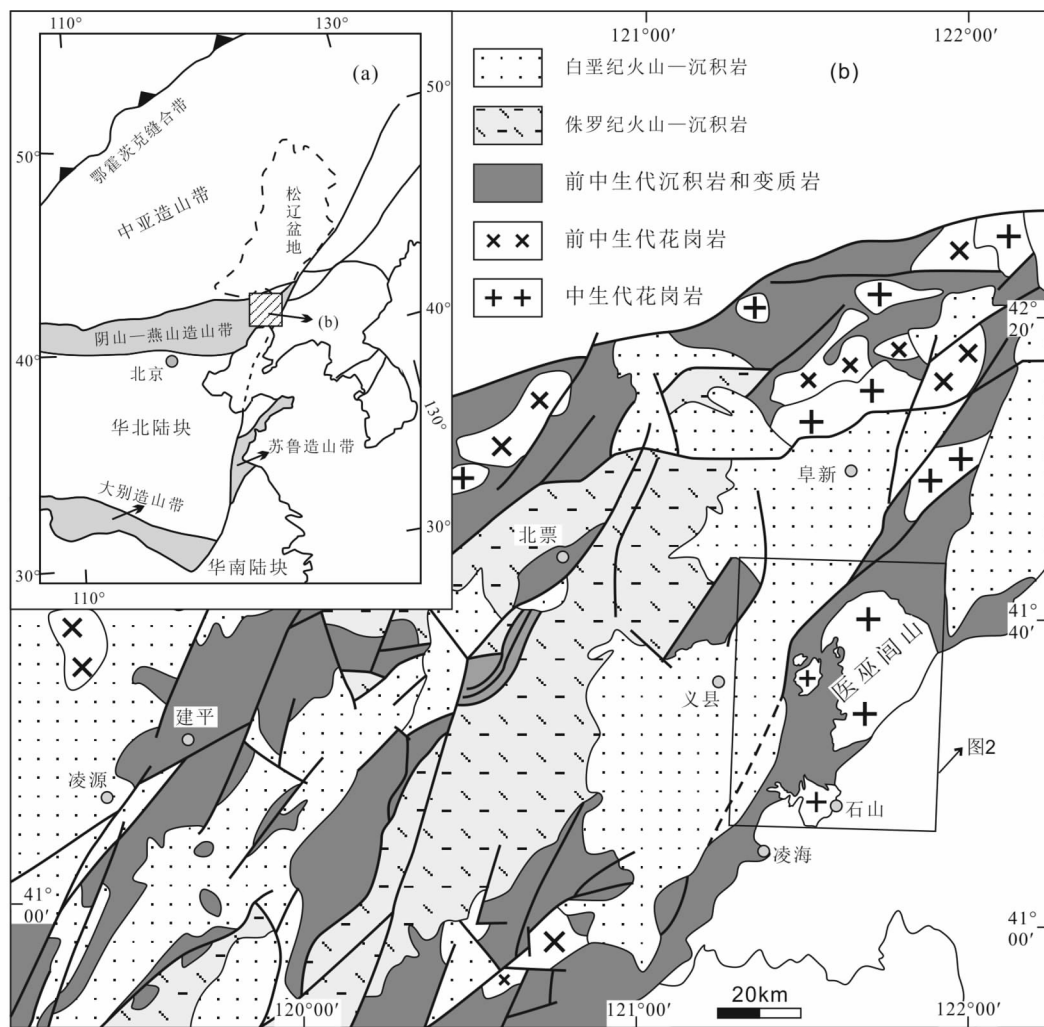 110°
130°
(a)
50°
50°
鄂霍茨克缝合带
中亚造山带
松辽盆地
(b)
40°
阴山—燕山造山带
40°
北京
130°
华北陆块
苏鲁造山带
大别造山带
30°
华南陆块
30°
110°
121°00′
122°00′
(b)
白垩纪火山—沉积岩
侏罗纪火山—沉积岩
前中生代沉积岩和变质岩
前中生代花岗岩
中生代花岗岩
42°
20′
阜新
北票
41°
40′
医巫闾山
义县
图2
建平
凌源
石山
凌海
41°
00′
41°
00′
20km
120°00′
121°00′
122°00′